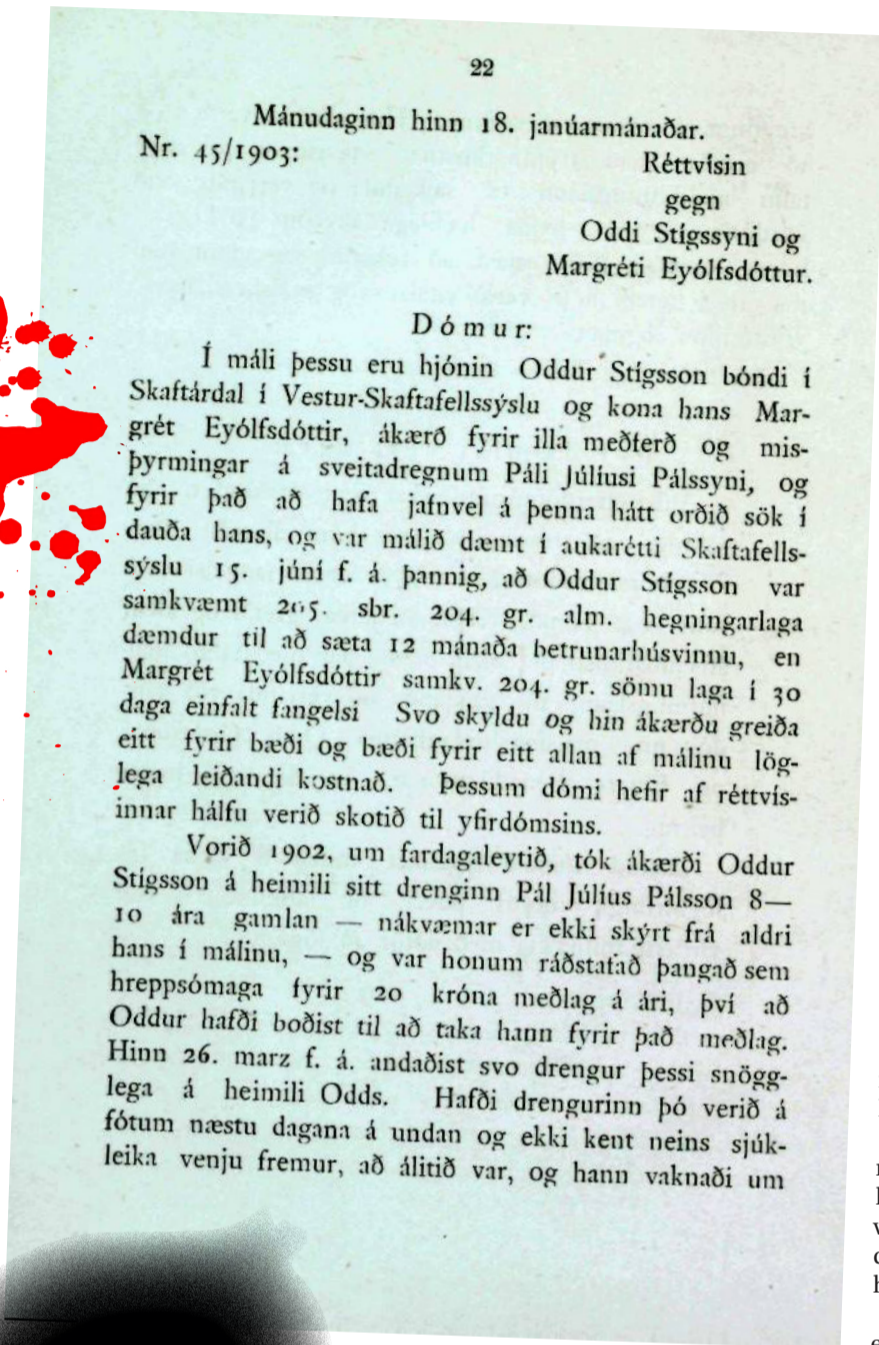 22
Mánudaginn hinn 18. janúarmánaðar.
Nr. 45/1903:
Réttvísin
gegn
Oddi Stígssyni og
Margréti Eyólfsdóttur.
Dómur:
Í máli þessu eru hjónin Oddur Stígsson bóndi í
Skaftárdal í Vestur-Skaftafellssýslu og kona hans Mar-
grét Eyólfsdóttir, ákærð fyrir illa meðferð og mis-
þyrmingar á sveitadregnum Páli Júlíusi Pálssyni, og
fyrir það að hafa jafnvel á þenna hátt orðið sök í
dauða hans, og var málið dæmt í aukarétti Skaftafells-
sýslu 15. júní f. á. þannig, að Oddur Stígsson var
samkvæmt 205. sbr. 204. gr. alm. hegningarlaga
dæmdur til að sæta 12 mánaða betrunarhúsvinnu, en
Margrét Eyólfsdóttir samkv. 204. gr. sömu laga í 30
daga einfalt fangelsi Svo skyldu og hin ákærðu greiða
eitt fyrir bæði og bæði fyrir eitt allan af málinu lög-
lega leiðandi kostnað. Þessum dómi hefir af réttvís-
innar hálfu verið skotið til yfirdómsins.
Vorið 1902, um fardagaleytið, tók ákærði Oddur
Stígsson á heimili sitt drenginn Pál Júlíus Pálsson 8—
10 ára gamlan — nákvæmar er ekki skýrt frá aldri
hans í málinu, — og var honum ráðstafað þangað sem
hreppsómaga fyrir 20 króna meðlag á ári, því að
Oddur hafði boðist til að taka hann fyrir það meðlag.
Hinn 26. marz f. á. andaðist svo drengur þessi snögg-
lega á heimili Odds. Hafði drengurinn þó verið á
fótum næstu dagana á undan og ekki kent neins sjúk-
leika venju fremur, að álitið var, og hann vaknaði um